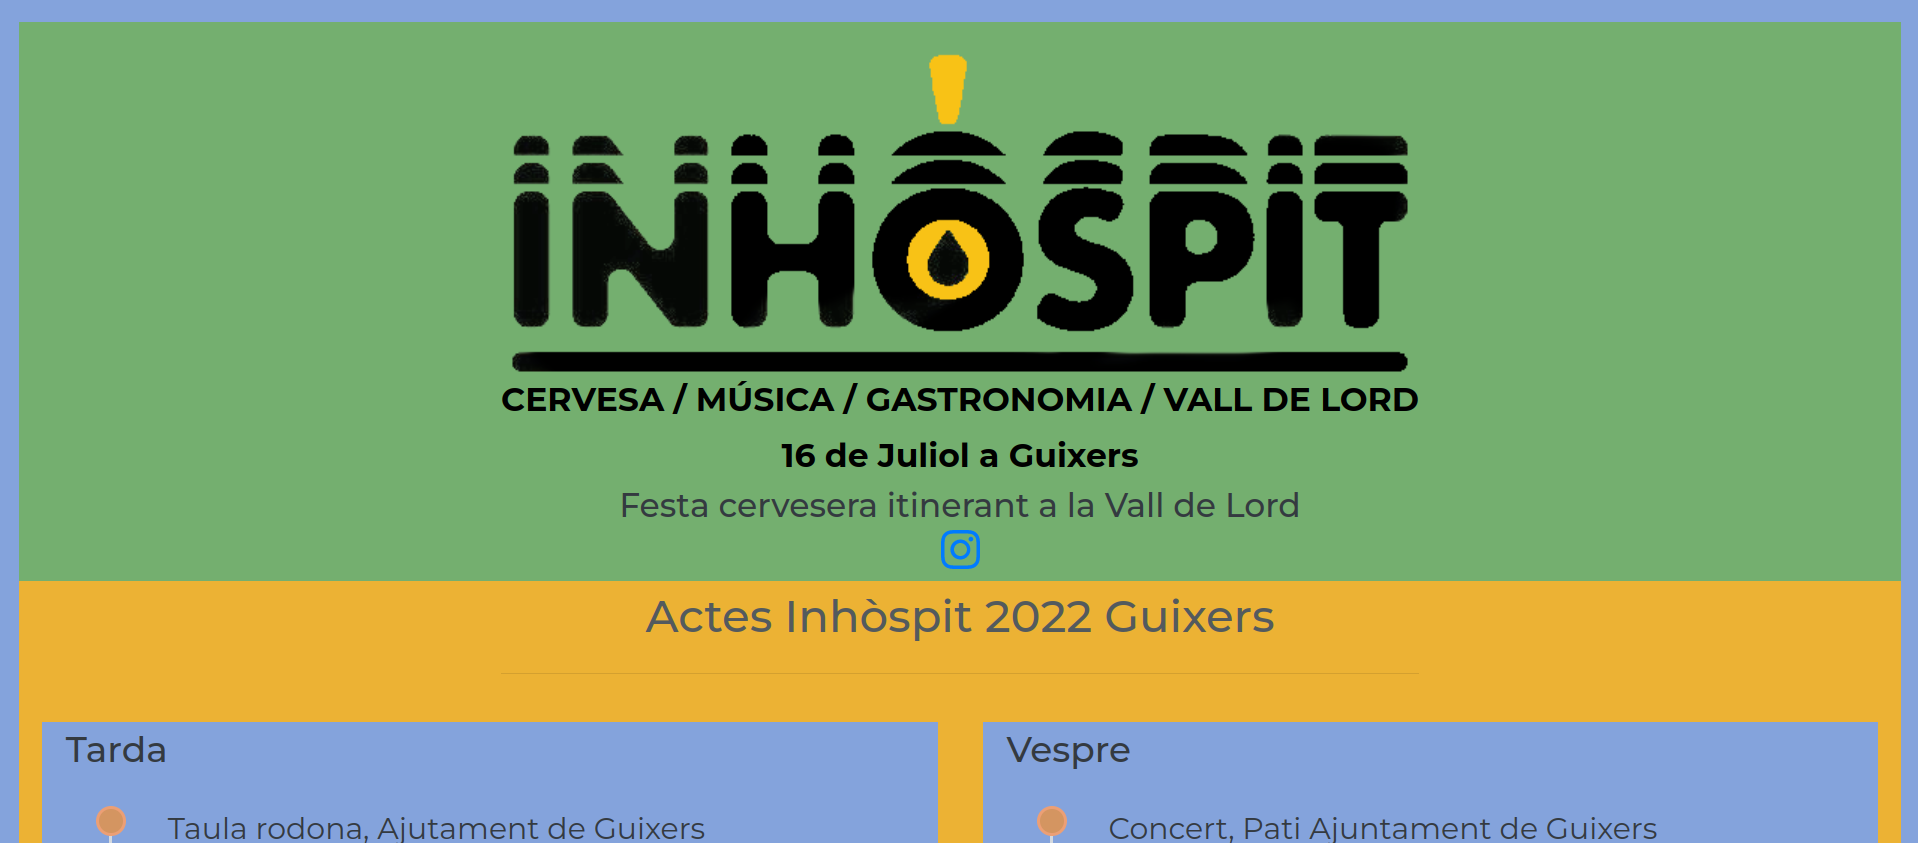 INHÒSPIT
CERVESA / MÚSICA / GASTRONOMIA / VALL DE LORD
16 de Juliol a Guixers
Festa cervesera itinerant a la Vall de Lord
Actes Inhòspit 2022 Guixers
Tarda
Taula rodona, Ajutament de Guixers
Vespre
Concert, Pati Ajuntament de Guixers